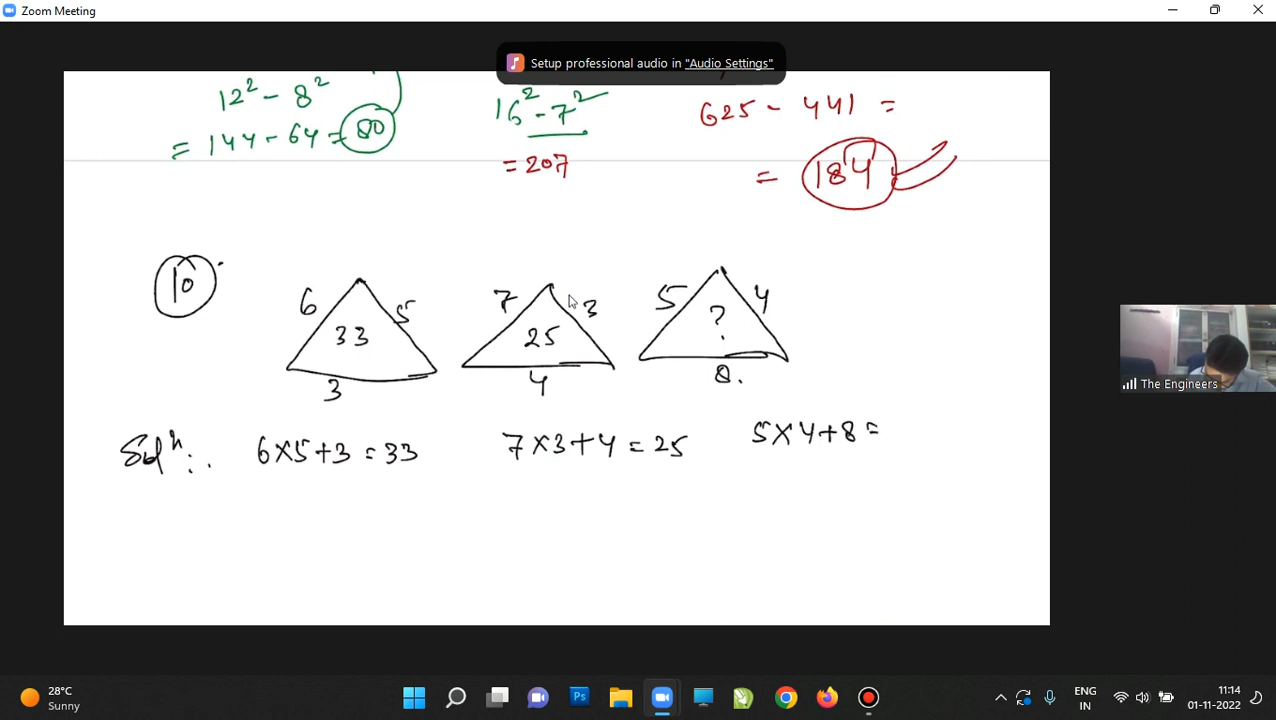 Zoom Meeting
Setup professional audio in "Audio Settings"
12² - 8²
= 144 - 64 = 80
16² - 7²
= 207
625 - 441 =
= 184
10
6 33 5 3
7 25 3 4
5 ? 4 8.
Solⁿ:.
6×5+3 = 33
7×3+4 = 25
5×4+8 =
The Engineers
28°C
Sunny
Ps
ENG
IN
11:14
01-11-2022